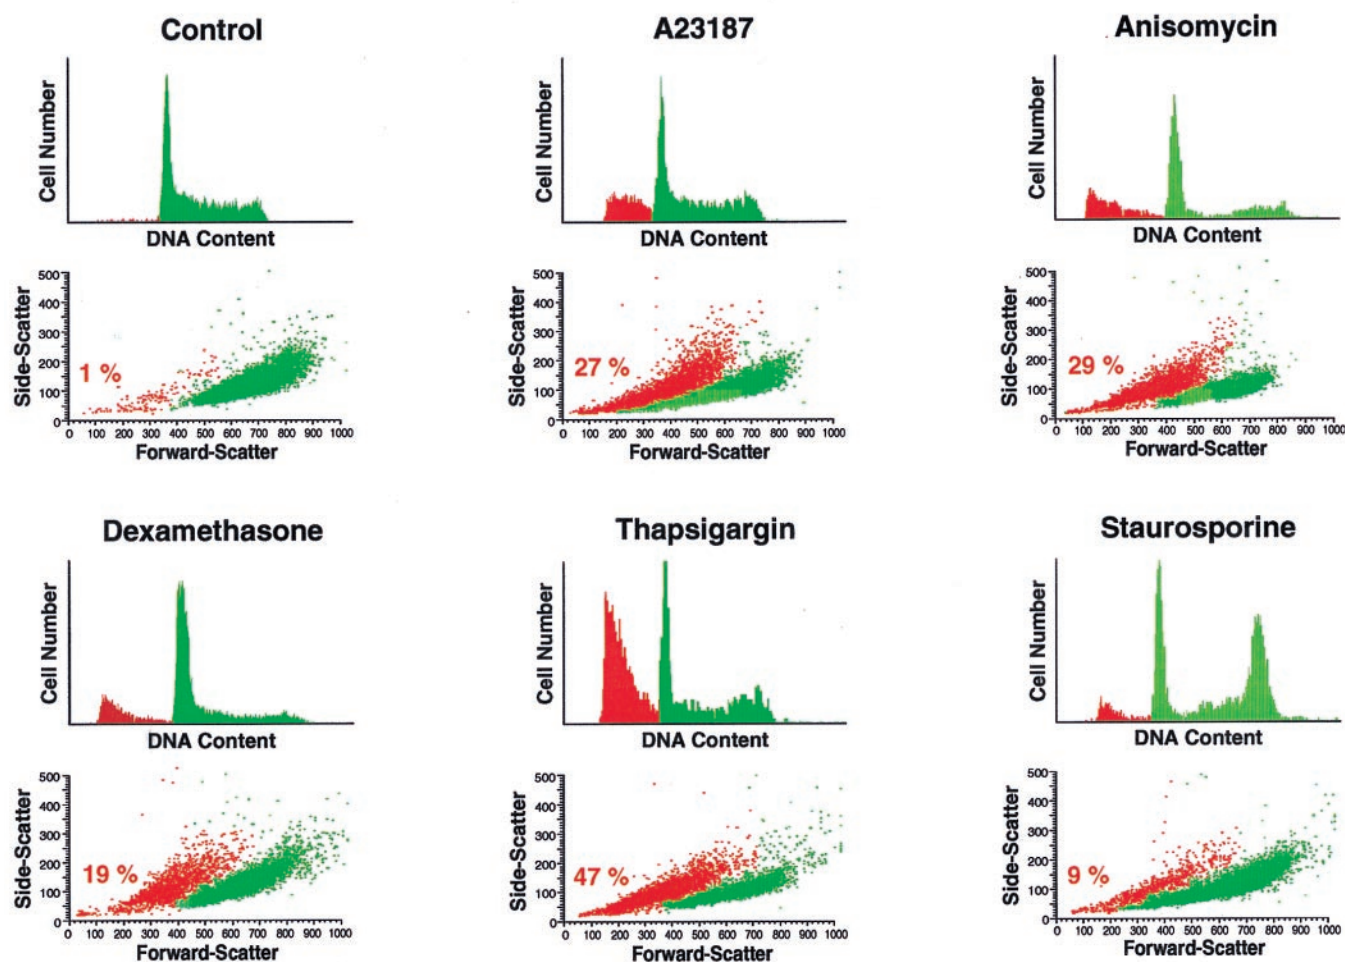 Control
Cell Number
DNA Content
Side-Scatter
500
400
300
200
100
0
1 %
0 100 200 300 400 500 600 700 800 900 1000
Forward-Scatter
A23187
Cell Number
DNA Content
Side-Scatter
500
400
300
200
100
0
27 %
0 100 200 300 400 500 600 700 800 900 1000
Forward-Scatter
Anisomycin
Cell Number
DNA Content
Side-Scatter
500
400
300
200
100
0
29 %
0 100 200 300 400 500 600 700 800 900 1000
Forward-Scatter
Dexamethasone
Cell Number
DNA Content
Side-Scatter
500
400
300
200
100
0
19 %
0 100 200 300 400 500 600 700 800 900 1000
Forward-Scatter
Thapsigargin
Cell Number
DNA Content
Side-Scatter
500
400
300
200
100
0
47 %
0 100 200 300 400 500 600 700 800 900 1000
Forward-Scatter
Staurosporine
Cell Number
DNA Content
Side-Scatter
500
400
300
200
100
0
9 %
0 100 200 300 400 500 600 700 800 900 1000
Forward-Scatter